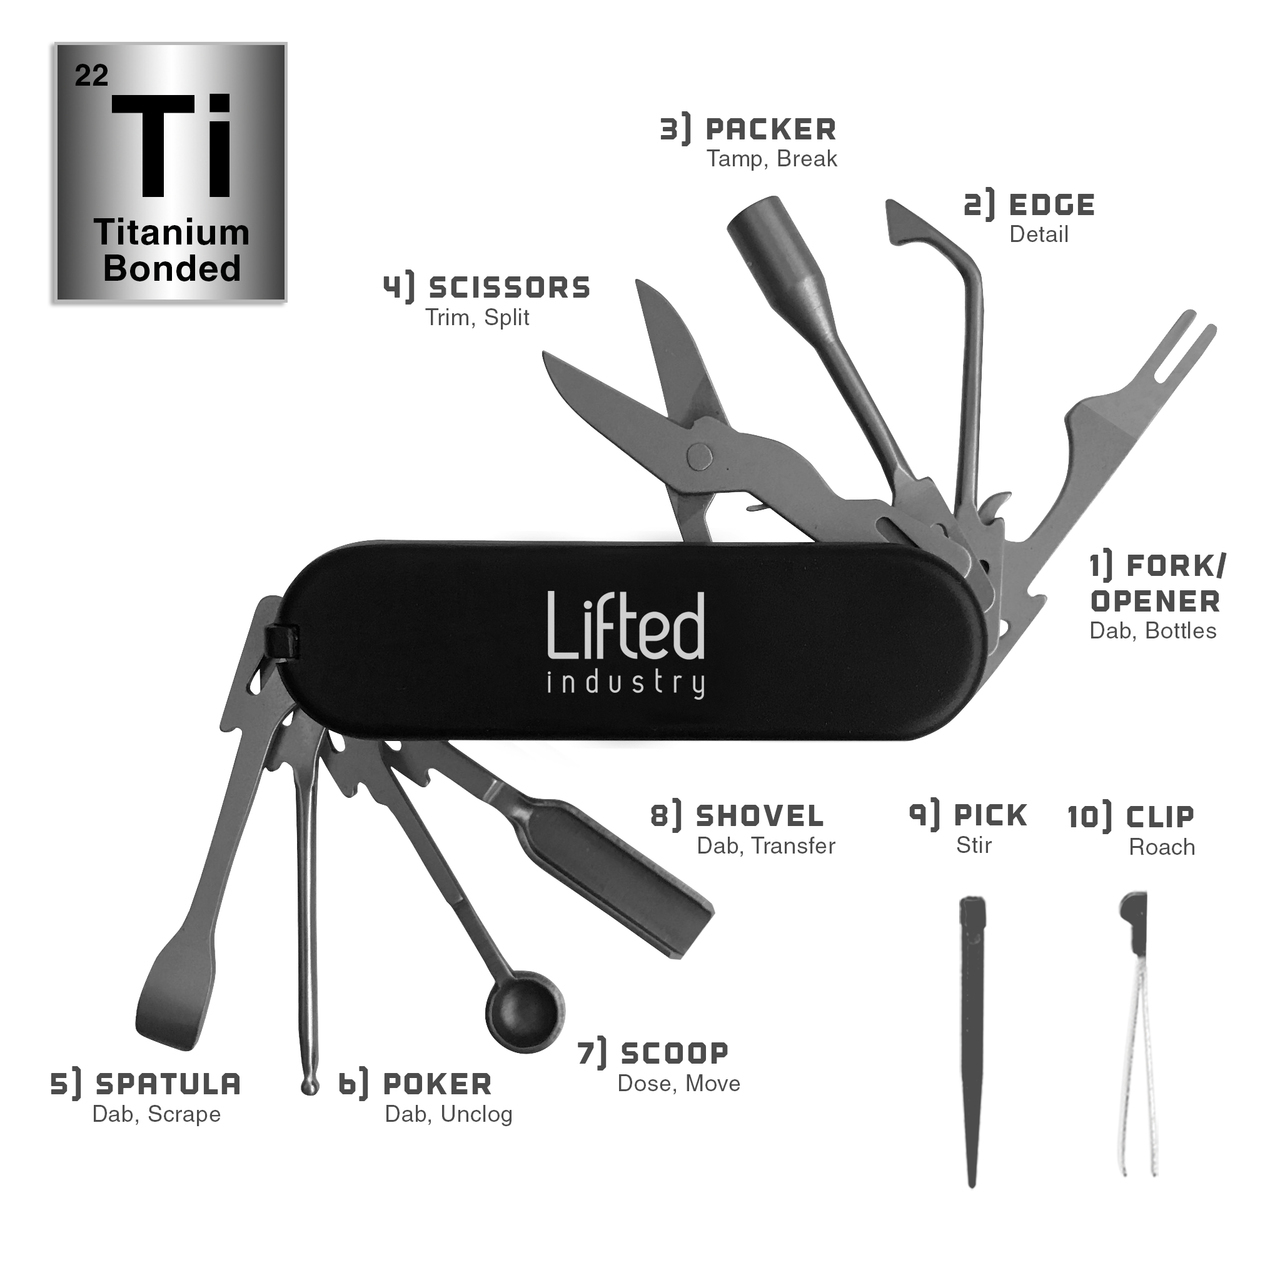 22
Ti
Titanium
Bonded
3) PACKER
Tamp, Break
2) EDGE
Detail
4) SCISSORS
Trim, Split
1) FORK/
OPENER
Dab, Bottles
Lifted
industry
8) SHOVEL
Dab, Transfer
9) PICK
Stir
10) CLIP
Roach
7) SCOOP
Dose, Move
5) SPATULA
Dab, Scrape
6) POKER
Dab, Unclog